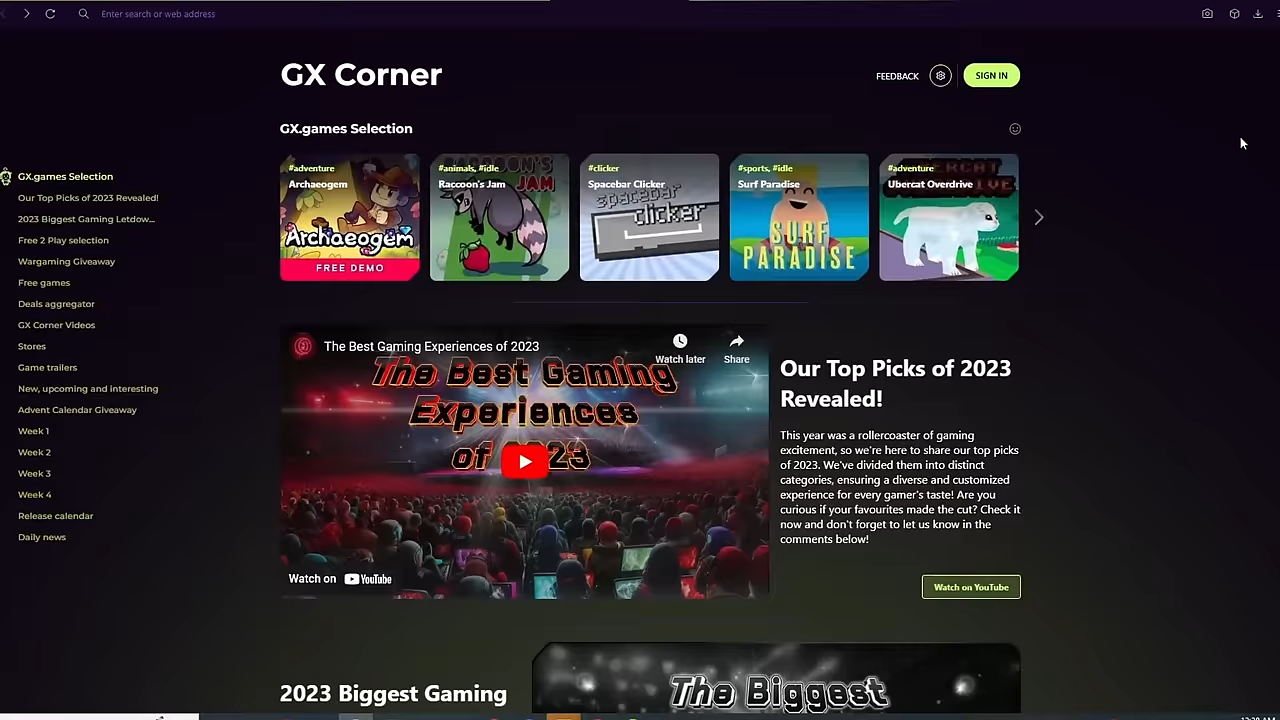 Enter search or web address
GX Corner
FEEDBACK
SIGN IN
GX.games Selection
#adventure
Archaeogem
Archaeogem
FREE DEMO
#animals, #idle
Raccoon's Jam
RACCOON'S
JAM
#clicker
Spacebar Clicker
spacebar
clicker
#sports, #idle
Surf Paradise
SURF
PARADISE
#adventure
Ubercat Overdrive
GX.games Selection
Our Top Picks of 2023 Revealed!
2023 Biggest Gaming Letdow...
Free 2 Play selection
Wargaming Giveaway
Free games
Deals aggregator
GX Corner Videos
Stores
Game trailers
New, upcoming and interesting
Advent Calendar Giveaway
Week 1
Week 2
Week 3
Week 4
Release calendar
Daily news
The Best Gaming Experiences of 2023
Watch later
Share
The Best Gaming
Experiences
of 2023
Watch on YouTube
Our Top Picks of 2023
Revealed!
This year was a rollercoaster of gaming
excitement, so we're here to share our top picks
of 2023. We've divided them into distinct
categories, ensuring a diverse and customized
experience for every gamer's taste! Are you
curious if your favourites made the cut? Check it
now and don't forget to let us know in the
comments below!
Watch on YouTube
2023 Biggest Gaming
The Biggest